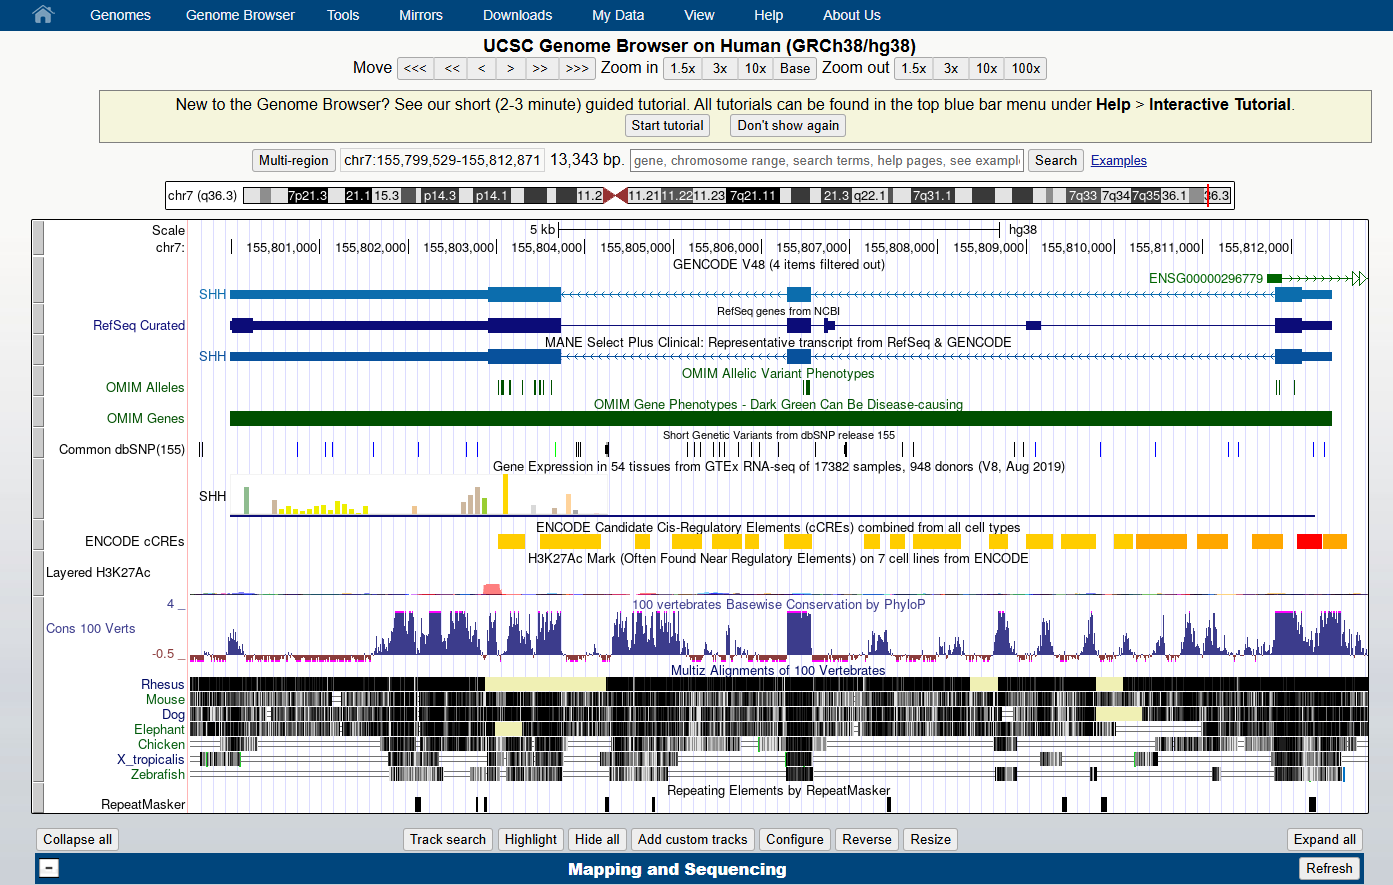 Genomes Genome Browser Tools Mirrors Downloads My Data View Help About Us
UCSC Genome Browser on Human (GRCh38/hg38)
Move <<< << < > >> >>> Zoom in 1.5x 3x 10x Base Zoom out 1.5x 3x 10x 100x
New to the Genome Browser? See our short (2-3 minute) guided tutorial. All tutorials can be found in the top blue bar menu under Help > Interactive Tutorial.
Start tutorial Don't show again
Multi-region chr7:155,799,529-155,812,871 13,343 bp. gene, chromosome range, search terms, help pages, see exampl Search Examples
chr7 (q36.3) 7p21.3 21.1 15.3 p14.3 p14.1 11.2 11.21 11.22 11.23 7q21.11 21.3 q22.1 7q31.1 7q33 7q34 7q35 36.1 36.3
Scale 5 kb hg38
chr7: 155,801,000 155,802,000 155,803,000 155,804,000 155,805,000 155,806,000 155,807,000 155,808,000 155,809,000 155,810,000 155,811,000 155,812,000
GENCODE V48 (4 items filtered out)
ENSG00000296779
SHH
RefSeq genes from NCBI
RefSeq Curated
MANE Select Plus Clinical: Representative transcript from RefSeq & GENCODE
SHH
OMIM Allelic Variant Phenotypes
OMIM Alleles
OMIM Gene Phenotypes - Dark Green Can Be Disease-causing
OMIM Genes
Short Genetic Variants from dbSNP release 155
Common dbSNP(155)
Gene Expression in 54 tissues from GTEx RNA-seq of 17382 samples, 948 donors (V8, Aug 2019)
SHH
ENCODE Candidate Cis-Regulatory Elements (cCREs) combined from all cell types
ENCODE cCREs
H3K27Ac Mark (Often Found Near Regulatory Elements) on 7 cell lines from ENCODE
Layered H3K27Ac
4 _ 100 vertebrates Basewise Conservation by PhyloP
Cons 100 Verts
-0.5 _
Multiz Alignments of 100 Vertebrates
Rhesus
Mouse
Dog
Elephant
Chicken
X_tropicalis
Zebrafish
Repeating Elements by RepeatMasker
RepeatMasker
Collapse all Track search Highlight Hide all Add custom tracks Configure Reverse Resize Expand all
- Mapping and Sequencing Refresh